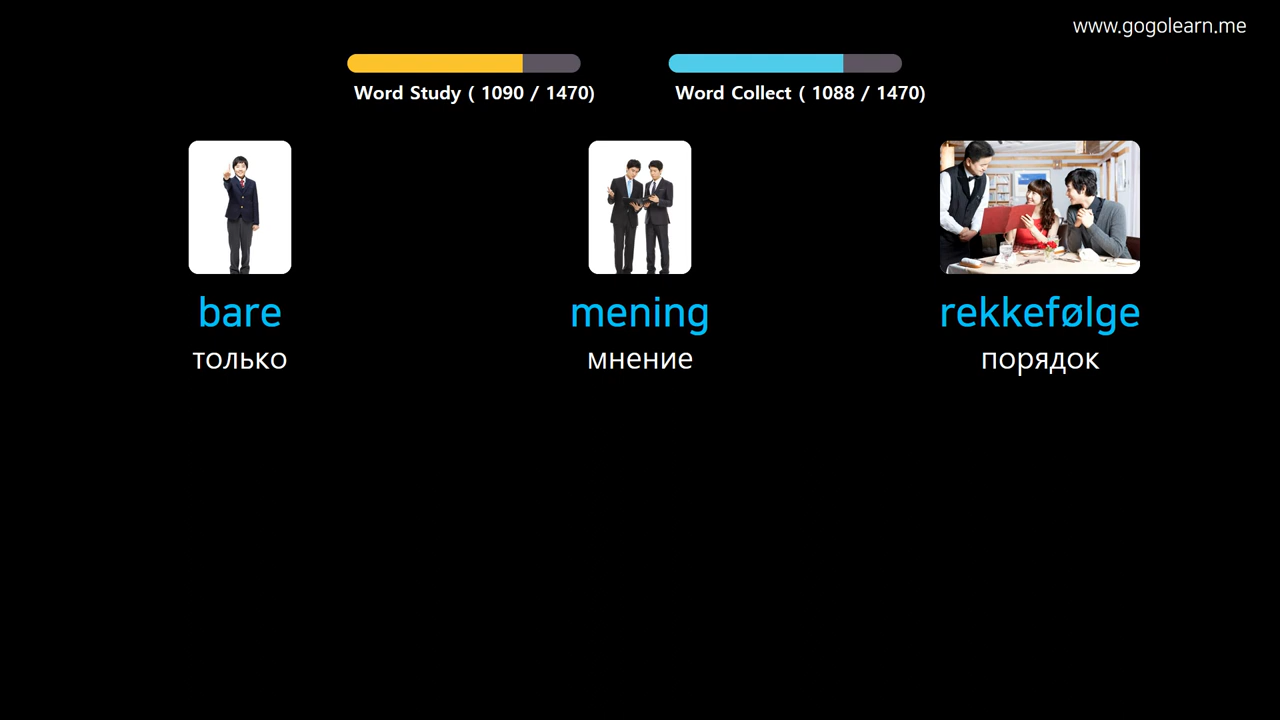 www.gogolearn.me
Word Study ( 1090 / 1470)
Word Collect ( 1088 / 1470)
bare
mening
rekkefølge
только
мнение
порядок